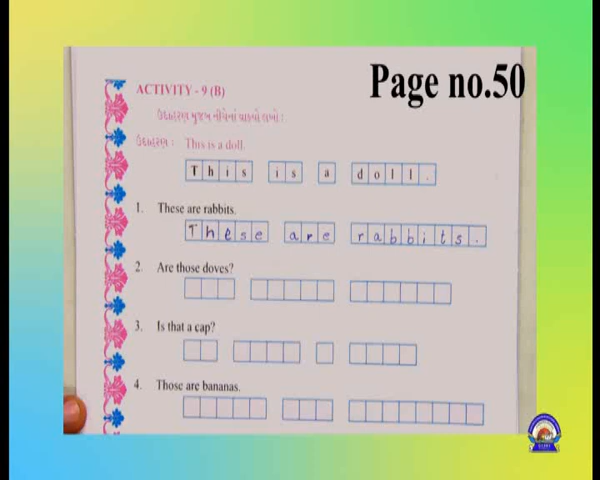 Page no.50
ACTIVITY - 9 (B)
ઉદાહરણ મુજબ નીચેનાં વાક્યો લખો :
ઉદાહરણ : This is a doll.
This is a doll.
1. These are rabbits.
These are rabbits.
2. Are those doves?
3. Is that a cap?
4. Those are bananas.